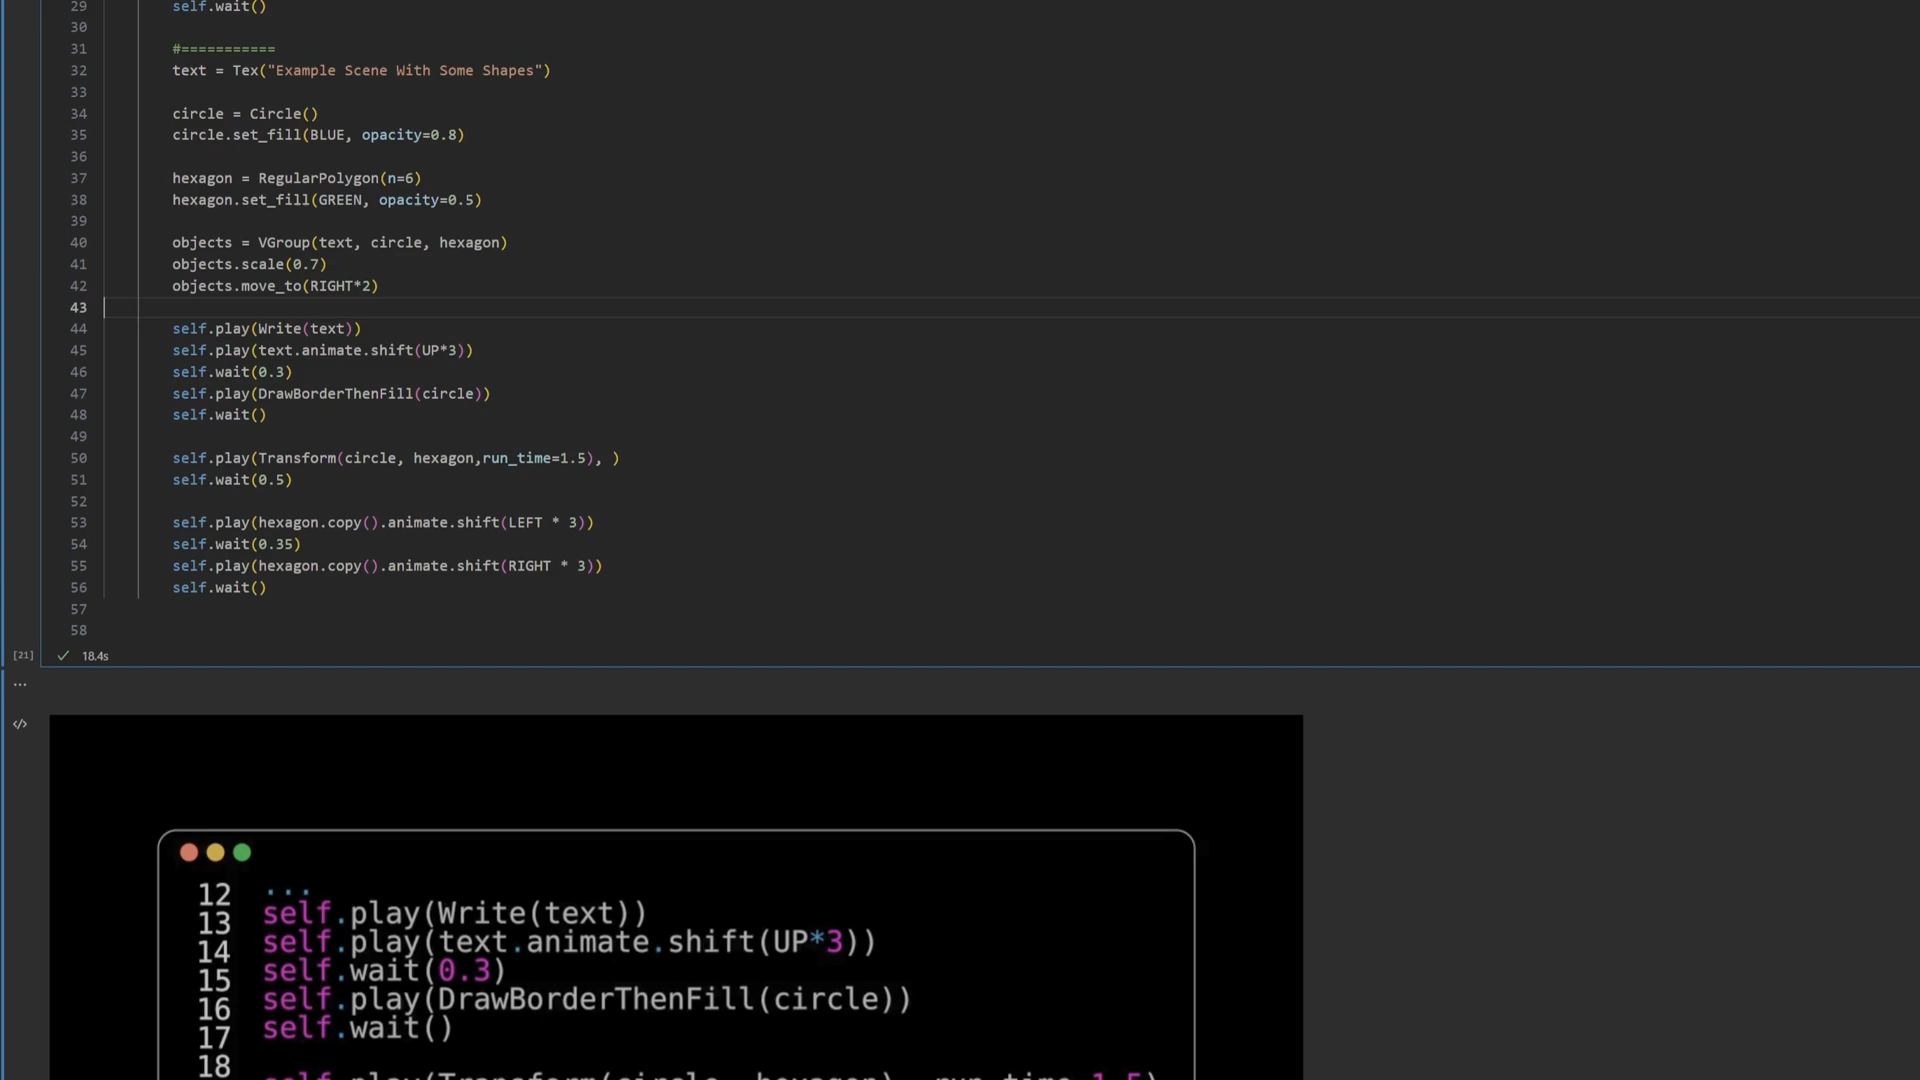 29 self.wait()
30
31 #===========
32 text = Tex("Example Scene With Some Shapes")
33
34 circle = Circle()
35 circle.set_fill(BLUE, opacity=0.8)
36
37 hexagon = RegularPolygon(n=6)
38 hexagon.set_fill(GREEN, opacity=0.5)
39
40 objects = VGroup(text, circle, hexagon)
41 objects.scale(0.7)
42 objects.move_to(RIGHT*2)
43
44 self.play(Write(text))
45 self.play(text.animate.shift(UP*3))
46 self.wait(0.3)
47 self.play(DrawBorderThenFill(circle))
48 self.wait()
49
50 self.play(Transform(circle, hexagon,run_time=1.5), )
51 self.wait(0.5)
52
53 self.play(hexagon.copy().animate.shift(LEFT * 3))
54 self.wait(0.35)
55 self.play(hexagon.copy().animate.shift(RIGHT * 3))
56 self.wait()
57
58
[21] ✓ 18.4s
...
</>
12 ...
13 self.play(Write(text))
14 self.play(text.animate.shift(UP*3))
15 self.wait(0.3)
16 self.play(DrawBorderThenFill(circle))
17 self.wait()
18
self.play(Transform(circle, hexagon), run_time=1.5)